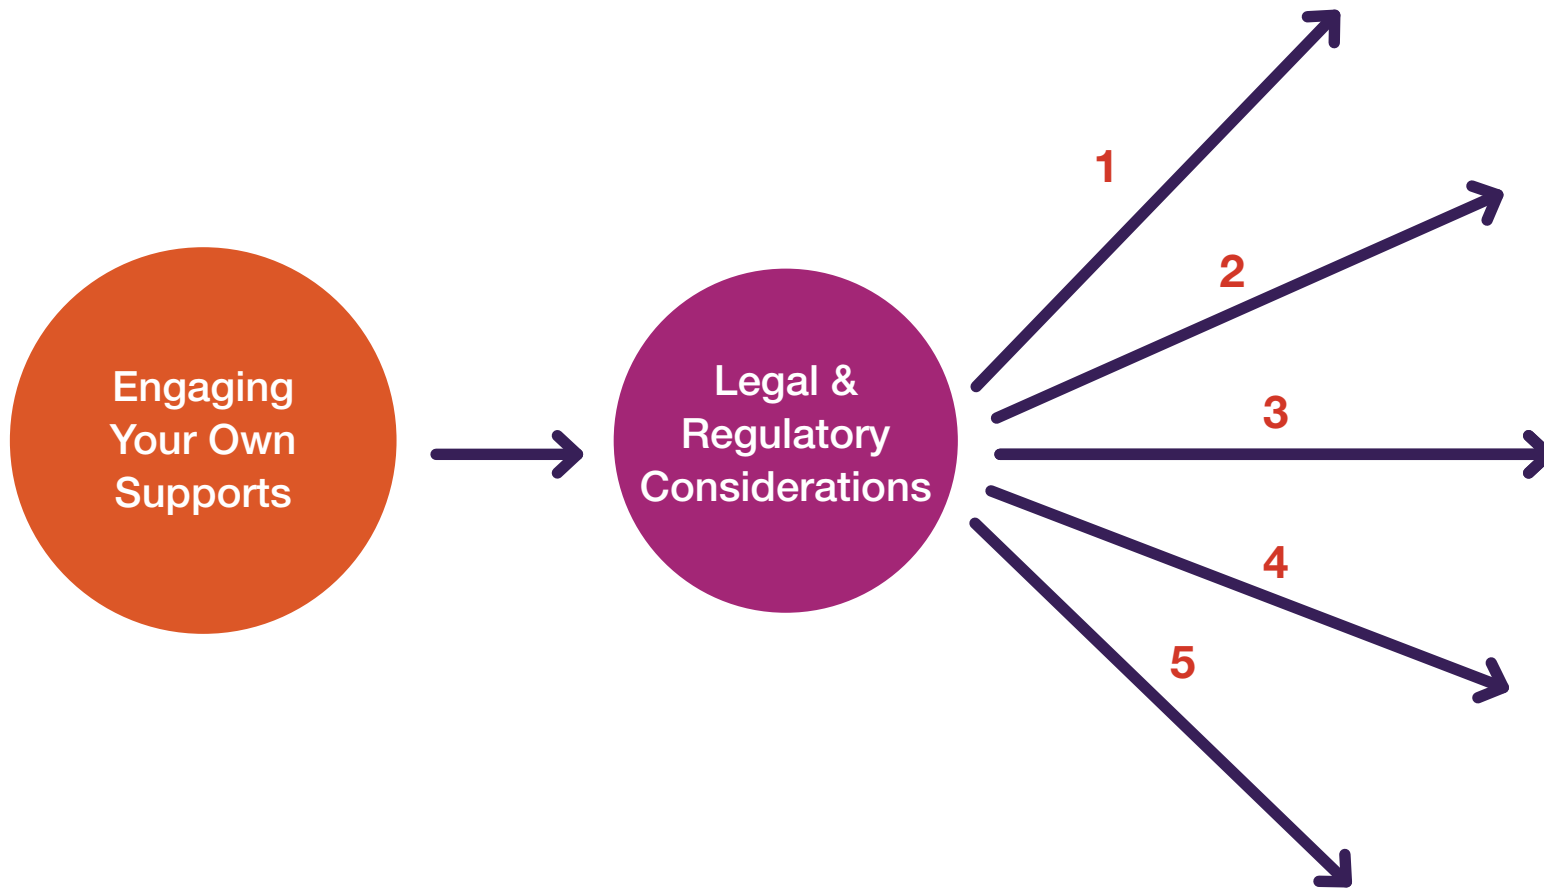 Engaging
Your Own
Supports
Legal &
Regulatory
Considerations
1
2
3
4
5